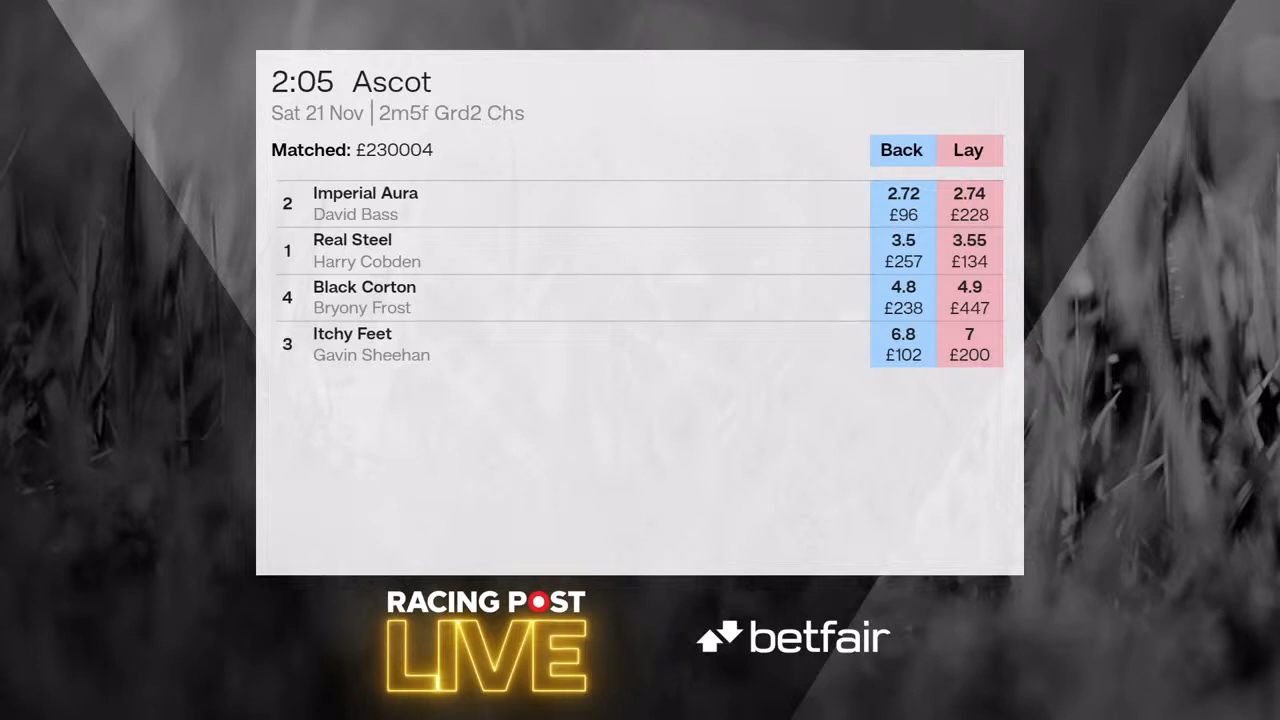 2:05 Ascot
Sat 21 Nov | 2m5f Grd2 Chs
Matched: £230004
Back Lay
2 Imperial Aura 2.72 2.74
David Bass £96 £228
1 Real Steel 3.5 3.55
Harry Cobden £257 £134
4 Black Corton 4.8 4.9
Bryony Frost £238 £447
3 Itchy Feet 6.8 7
Gavin Sheehan £102 £200
RACING POST
LIVE
betfair